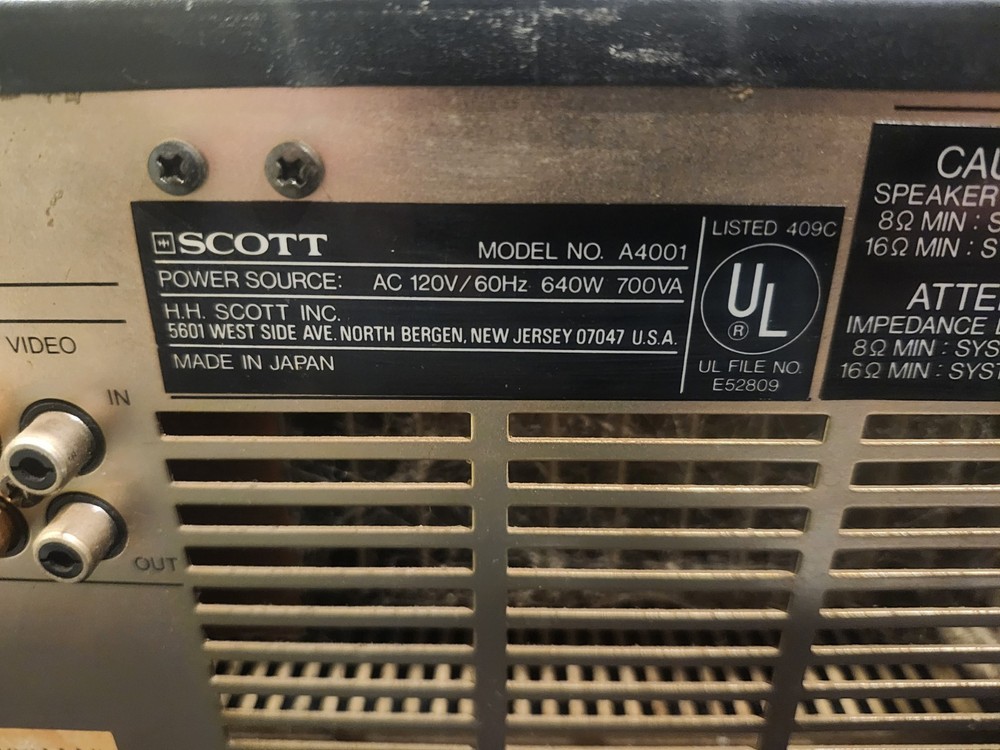 SCOTT
MODEL NO. A4001
POWER SOURCE: AC 120V/60Hz 640W 700VA
H.H. SCOTT INC.
5601 WEST SIDE AVE. NORTH BERGEN, NEW JERSEY 07047 U.S.A.
MADE IN JAPAN
LISTED 409C
UL
®
UL FILE NO.
E52809
VIDEO
IN
OUT
SPEAKER
8Ω MIN : S
16Ω MIN : S
IMPEDANCE
8Ω MIN : SYS
16Ω MIN : SYST